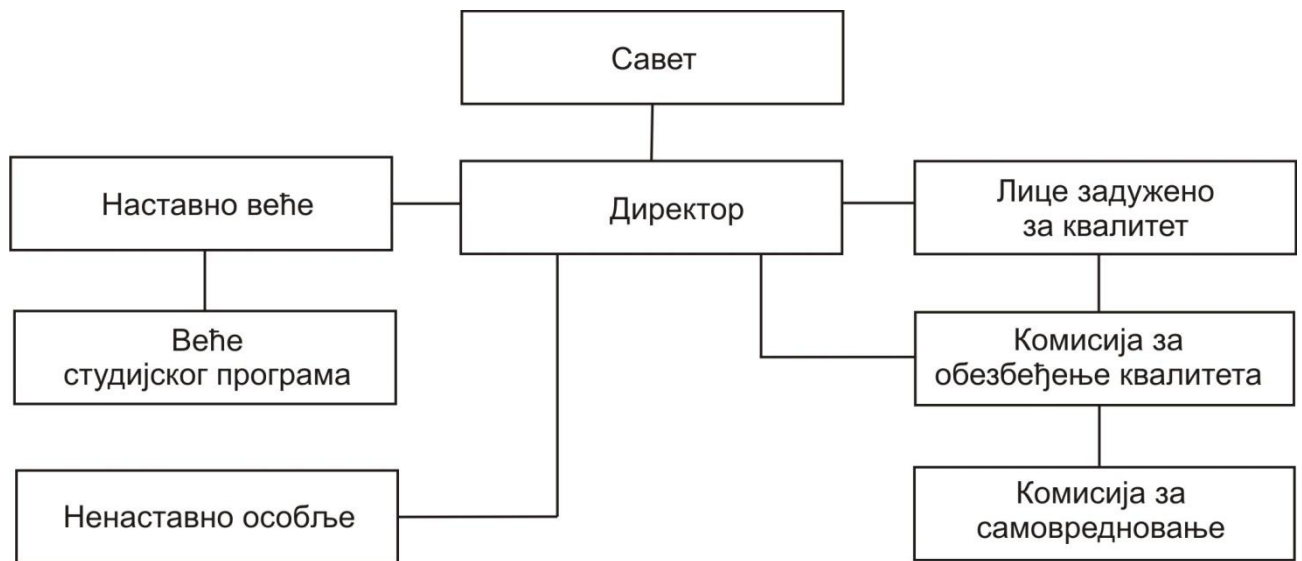 Савет
Наставно веће
Директор
Лице задужено
за квалитет
Веће
студијског програма
Комисија за
обезбеђење квалитета
Ненаставно особље
Комисија за
самовредновање